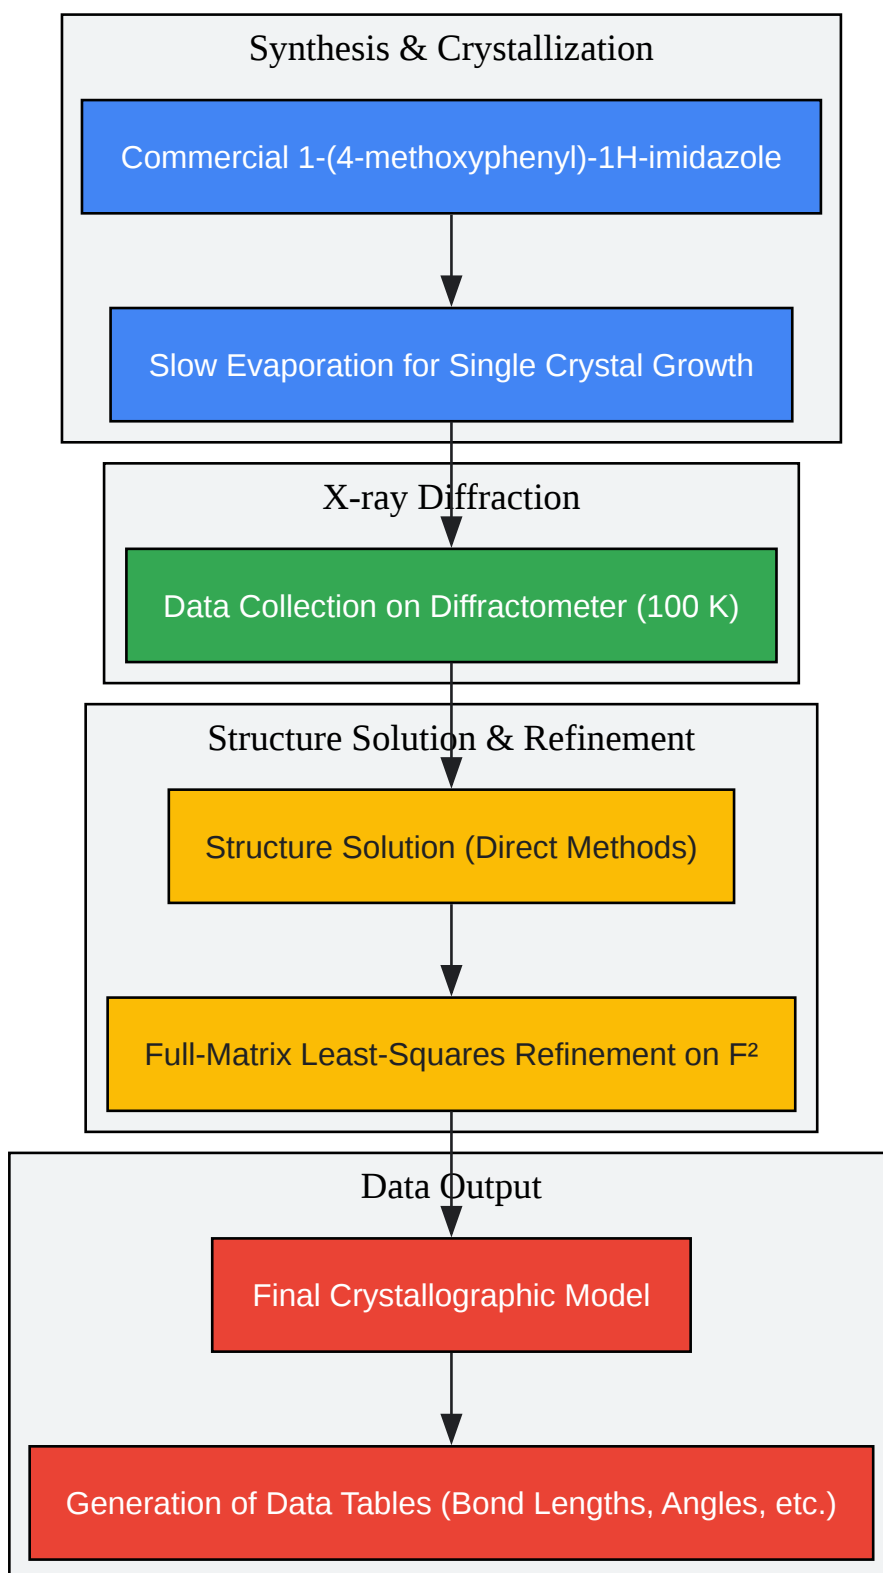 Synthesis & Crystallization
Commercial 1-(4-methoxyphenyl)-1H-imidazole
Slow Evaporation for Single Crystal Growth
X-ray Diffraction
Data Collection on Diffractometer (100 K)
Structure Solution & Refinement
Structure Solution (Direct Methods)
Full-Matrix Least-Squares Refinement on F²
Data Output
Final Crystallographic Model
Generation of Data Tables (Bond Lengths, Angles, etc.)